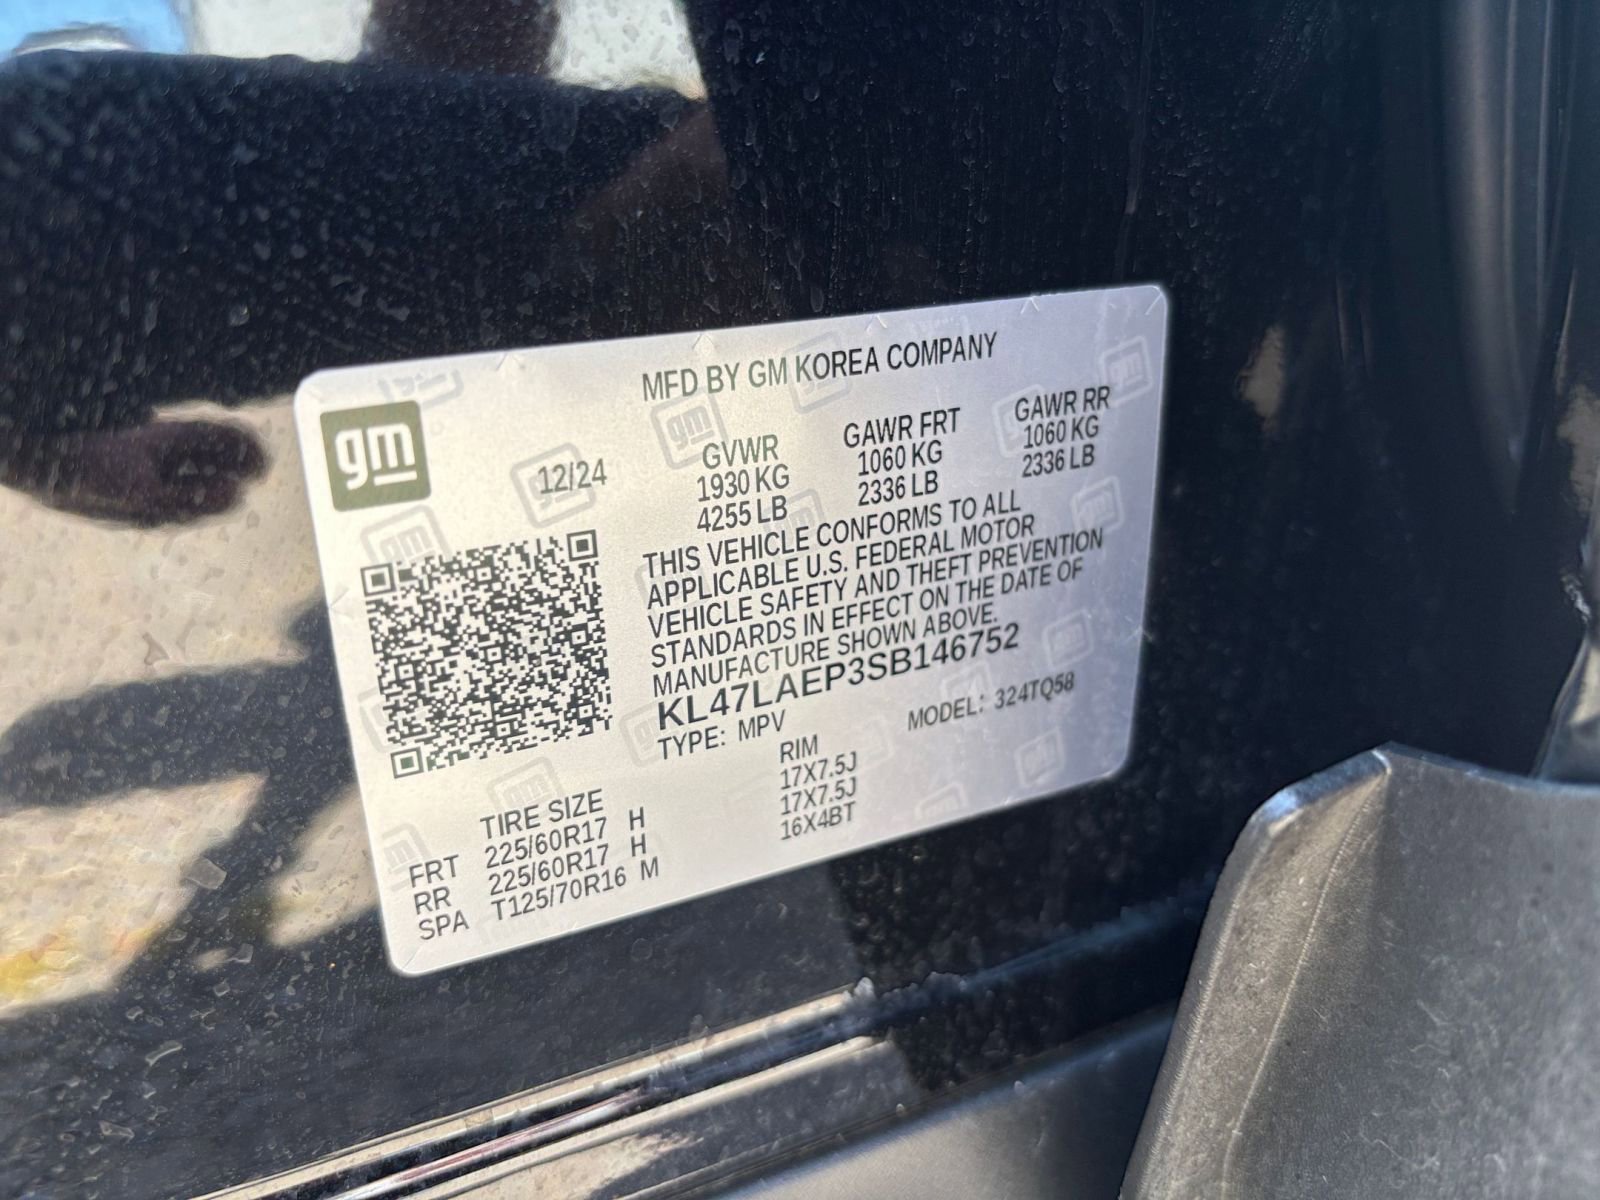 MFD BY GM KOREA COMPANY
gm
12/24
GVWR GAWR FRT GAWR RR
1930 KG 1060 KG 1060 KG
4255 LB 2336 LB 2336 LB
THIS VEHICLE CONFORMS TO ALL
APPLICABLE U.S. FEDERAL MOTOR
VEHICLE SAFETY AND THEFT PREVENTION
STANDARDS IN EFFECT ON THE DATE OF
MANUFACTURE SHOWN ABOVE.
KL47LAEP3SB146752
TYPE: MPV MODEL: 324TQ58
TIRE SIZE RIM
FRT 225/60R17 H 17X7.5J
RR 225/60R17 H 17X7.5J
SPA T125/70R16 M 16X4BT